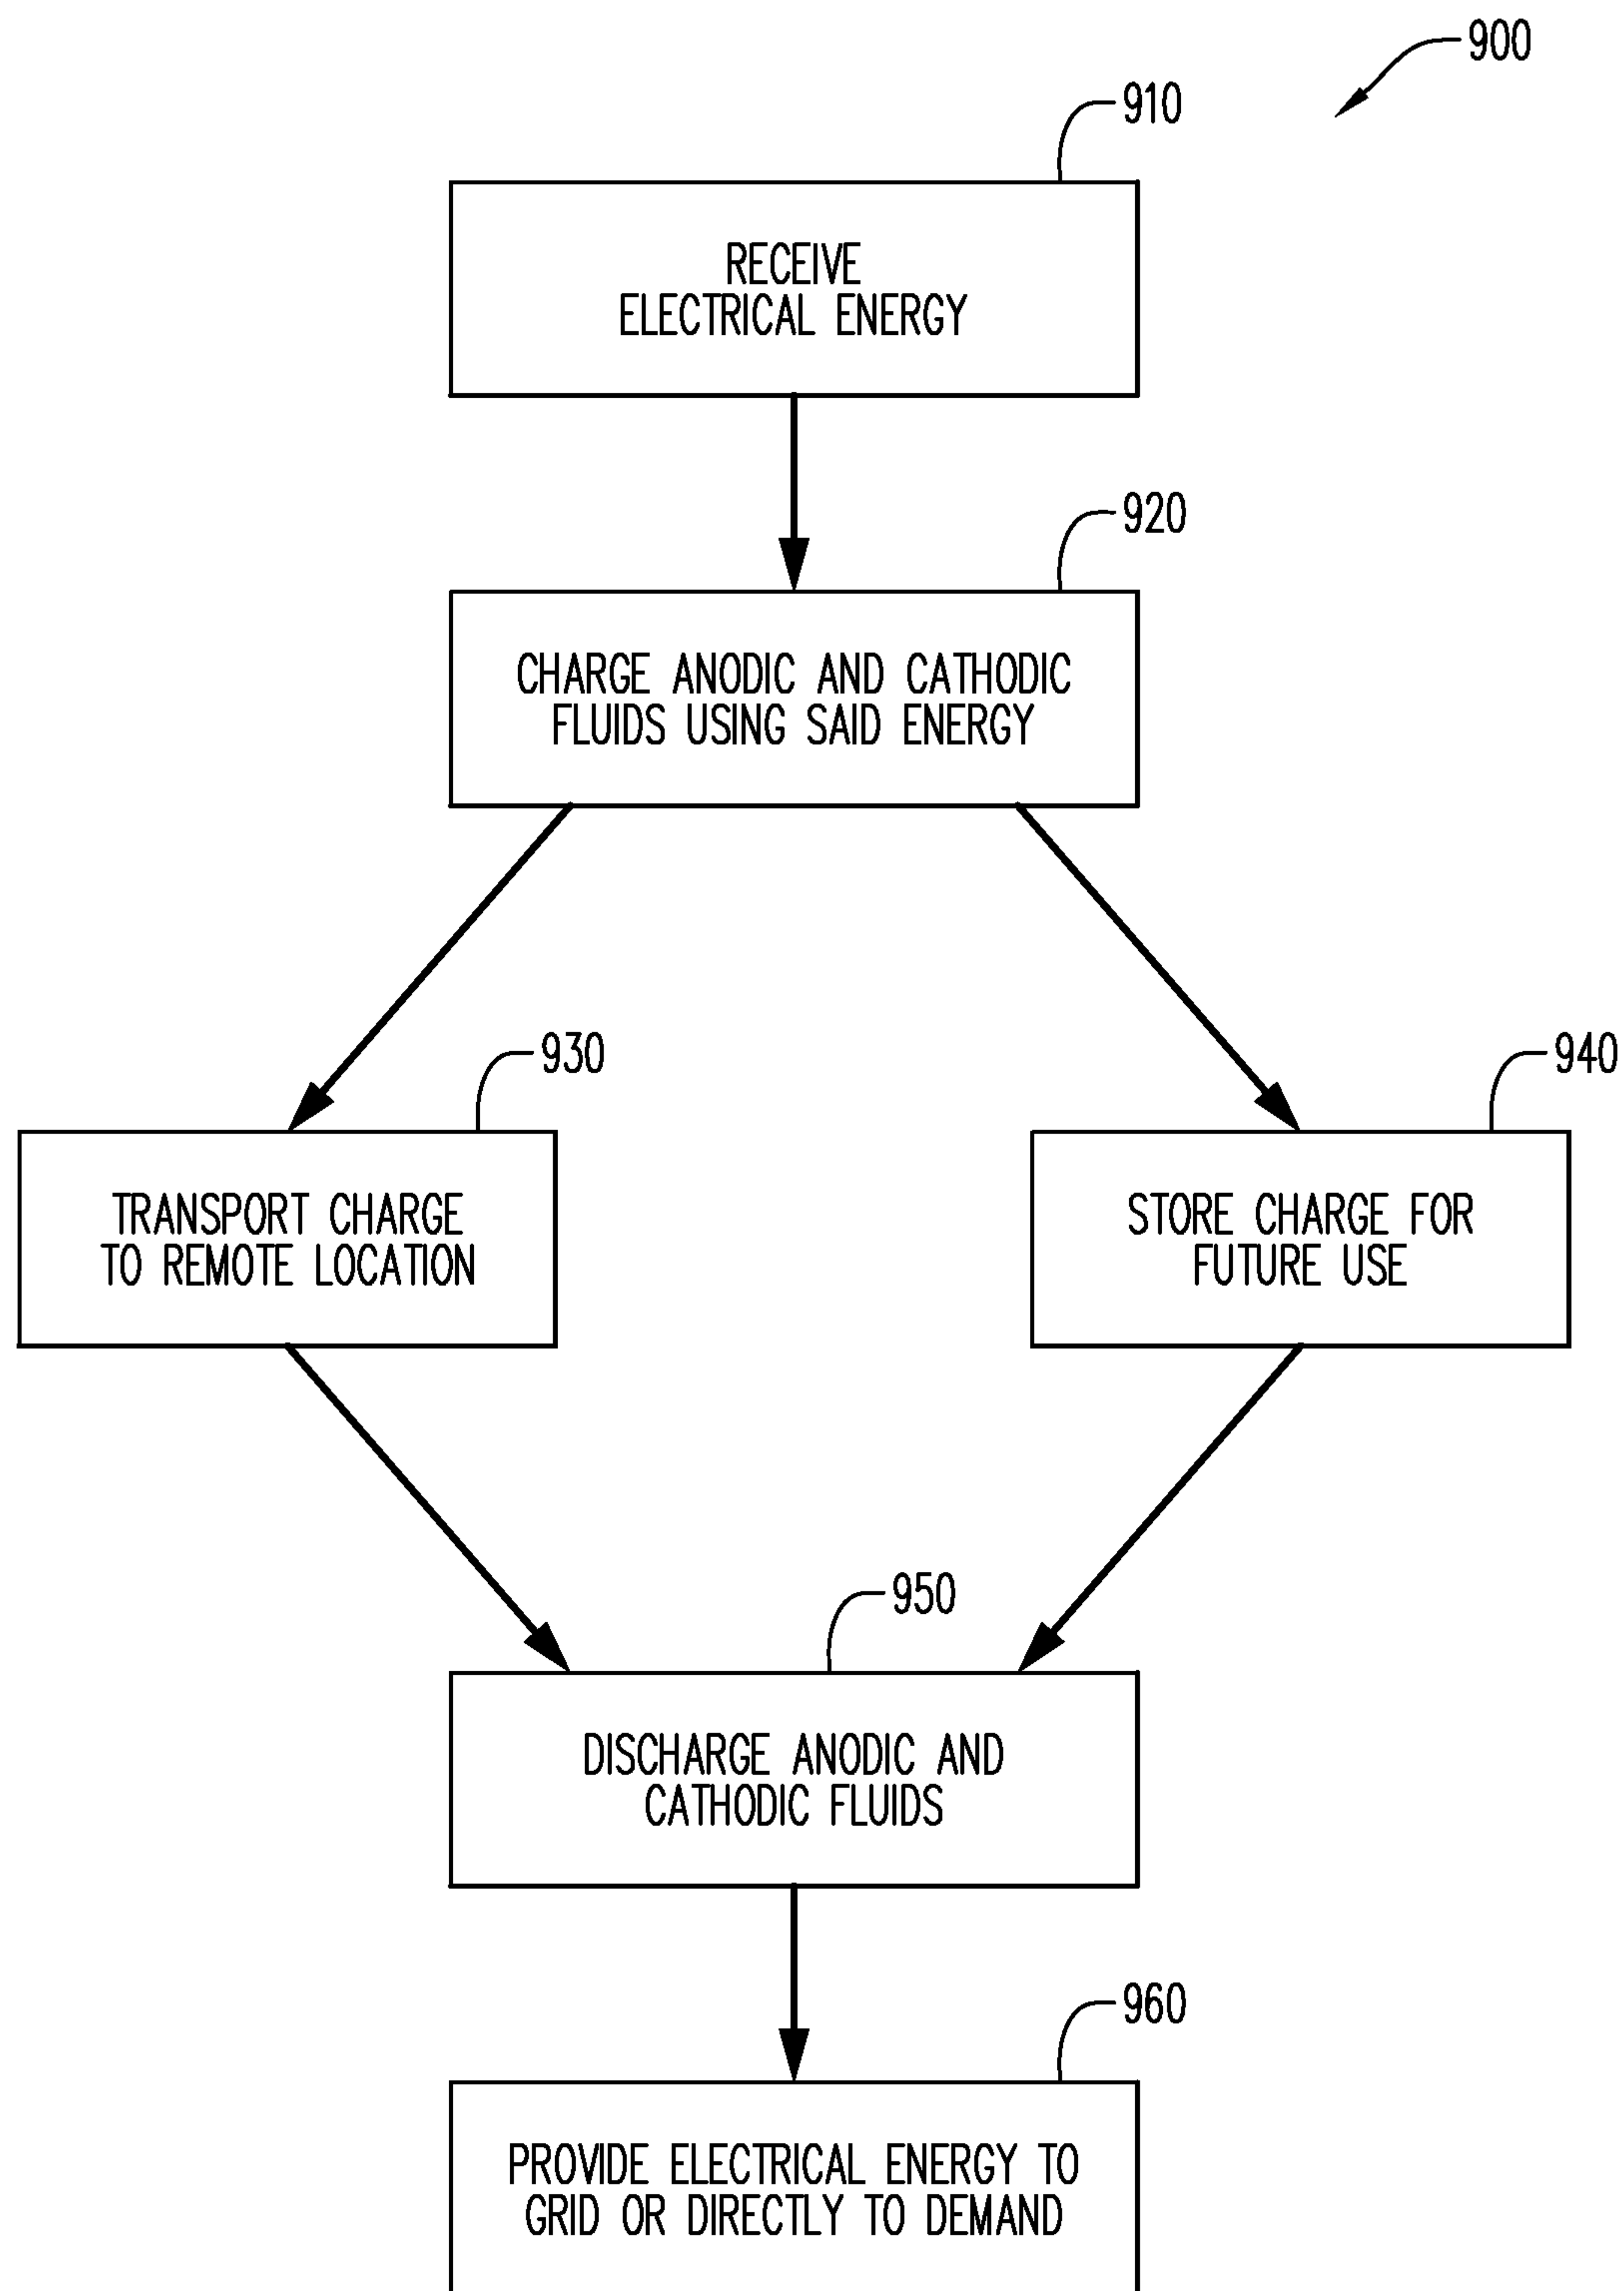 900
910
RECEIVE
ELECTRICAL ENERGY
920
CHARGE ANODIC AND CATHODIC
FLUIDS USING SAID ENERGY
930
940
TRANSPORT CHARGE
TO REMOTE LOCATION
STORE CHARGE FOR
FUTURE USE
950
DISCHARGE ANODIC AND
CATHODIC FLUIDS
960
PROVIDE ELECTRICAL ENERGY TO
GRID OR DIRECTLY TO DEMAND